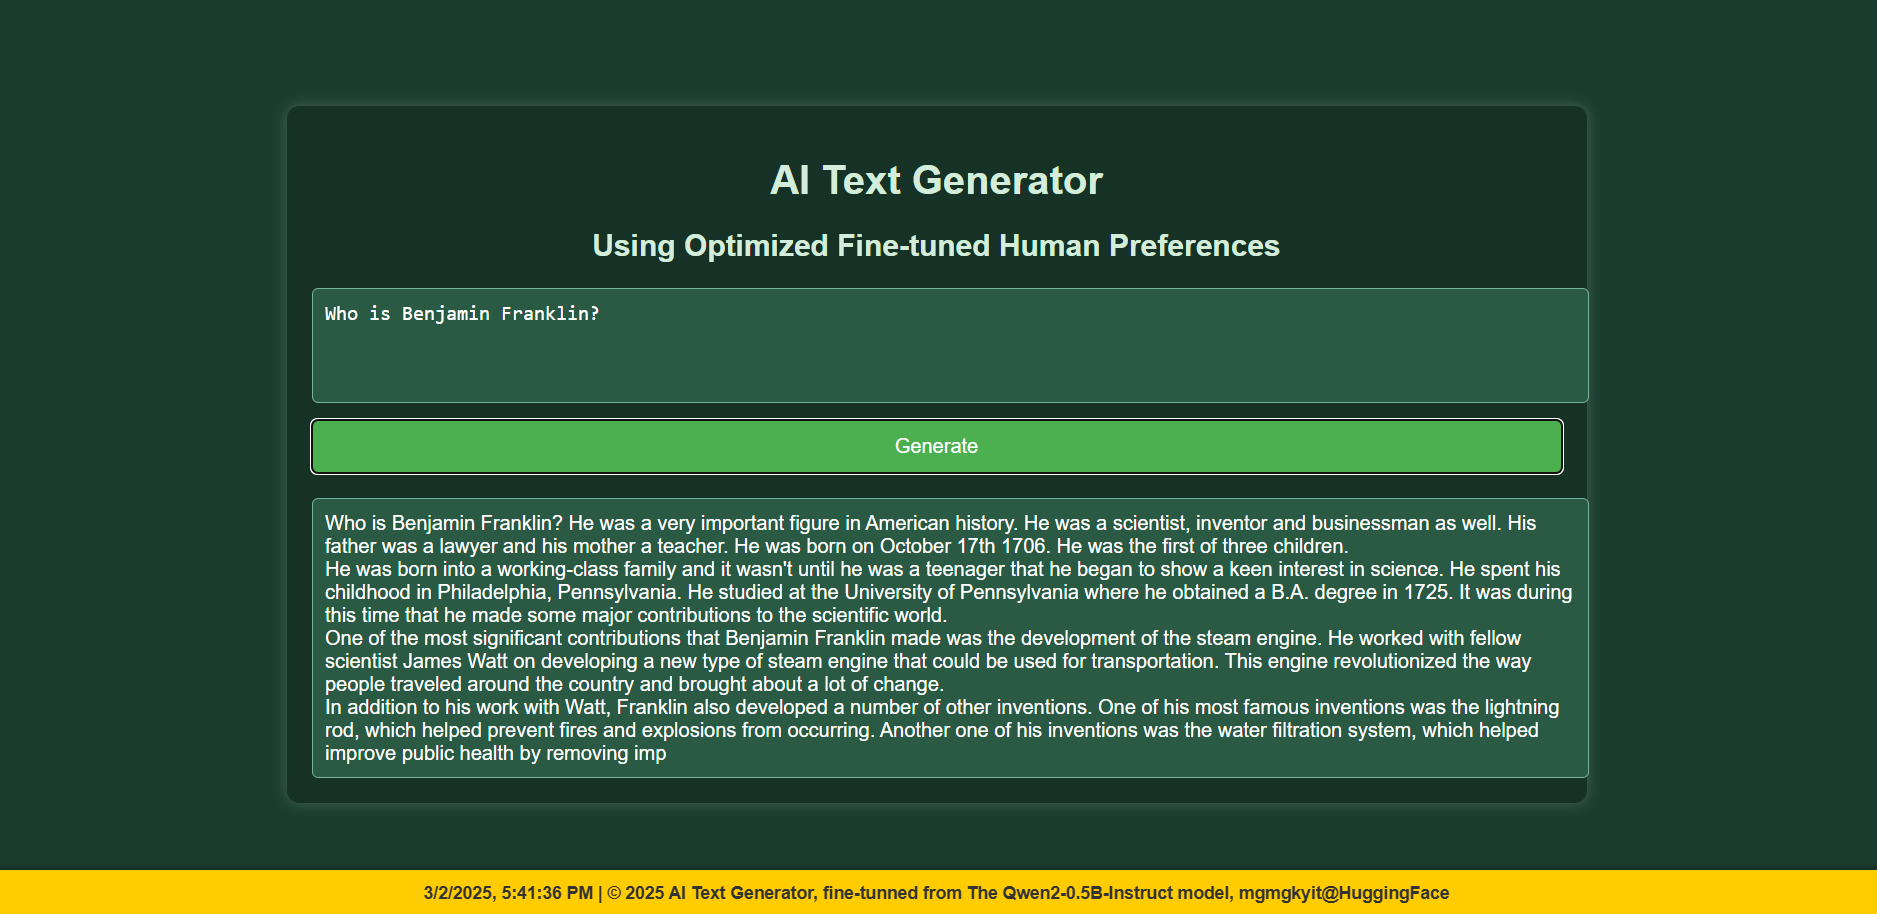 AI Text Generator
Using Optimized Fine-tuned Human Preferences
Who is Benjamin Franklin?
Generate
Who is Benjamin Franklin? He was a very important figure in American history. He was a scientist, inventor and businessman as well. His
father was a lawyer and his mother a teacher. He was born on October 17th 1706. He was the first of three children.
He was born into a working-class family and it wasn't until he was a teenager that he began to show a keen interest in science. He spent his
childhood in Philadelphia, Pennsylvania. He studied at the University of Pennsylvania where he obtained a B.A. degree in 1725. It was during
this time that he made some major contributions to the scientific world.
One of the most significant contributions that Benjamin Franklin made was the development of the steam engine. He worked with fellow
scientist James Watt on developing a new type of steam engine that could be used for transportation. This engine revolutionized the way
people traveled around the country and brought about a lot of change.
In addition to his work with Watt, Franklin also developed a number of other inventions. One of his most famous inventions was the lightning
rod, which helped prevent fires and explosions from occurring. Another one of his inventions was the water filtration system, which helped
improve public health by removing imp
3/2/2025, 5:41:36 PM | © 2025 AI Text Generator, fine-tunned from The Qwen2-0.5B-Instruct model, mgmgkyit@HuggingFace